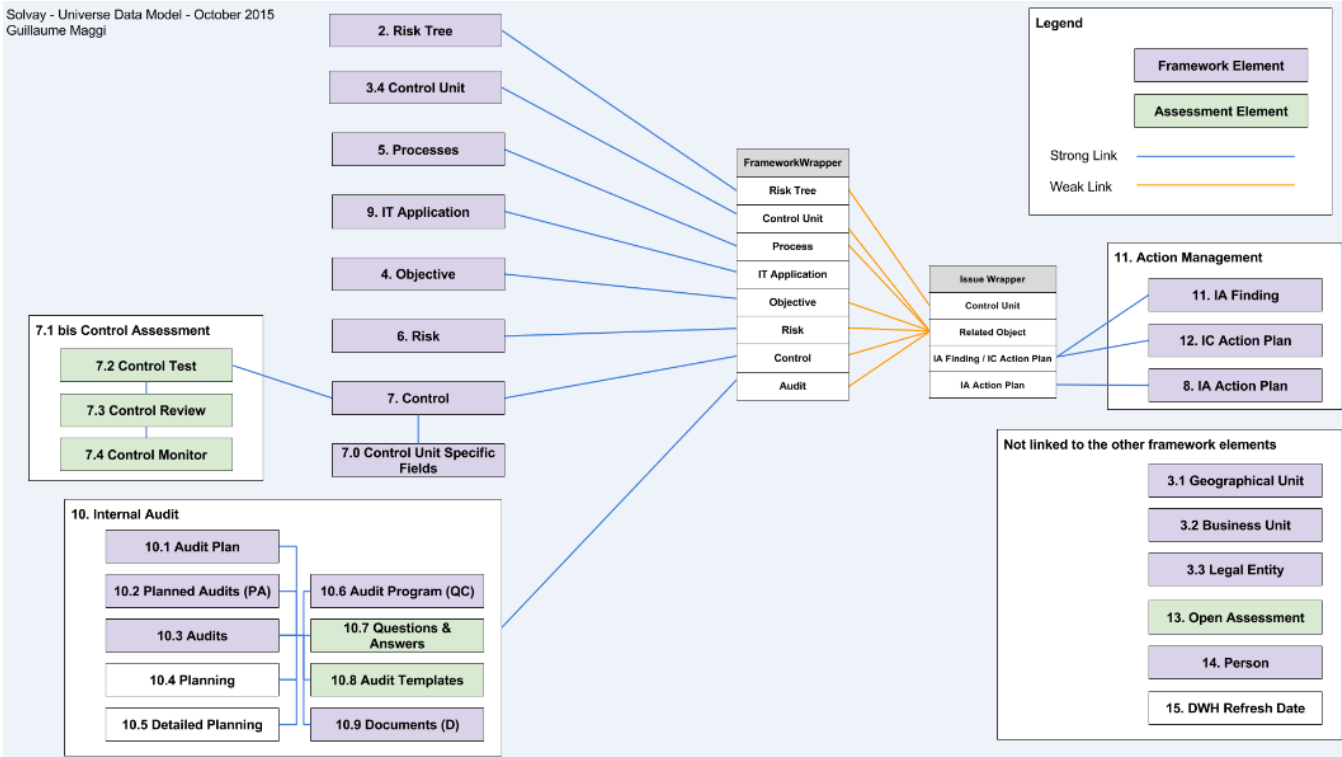 Solvay - Universe Data Model - October 2015
Guillaume Maggi
2. Risk Tree
3.4 Control Unit
5. Processes
9. IT Application
4. Objective
6. Risk
7. Control
7.0 Control Unit Specific
Fields
7.1 bis Control Assessment
7.2 Control Test
7.3 Control Review
7.4 Control Monitor
10. Internal Audit
10.1 Audit Plan
10.2 Planned Audits (PA)
10.3 Audits
10.4 Planning
10.5 Detailed Planning
10.6 Audit Program (QC)
10.7 Questions &
Answers
10.8 Audit Templates
10.9 Documents (D)
FrameworkWrapper
Risk Tree
Control Unit
Process
IT Application
Objective
Risk
Control
Audit
Issue Wrapper
Control Unit
Related Object
IA Finding / IC Action Plan
IA Action Plan
Legend
Framework Element
Assessment Element
Strong Link
Weak Link
11. Action Management
11. IA Finding
12. IC Action Plan
8. IA Action Plan
Not linked to the other framework elements
3.1 Geographical Unit
3.2 Business Unit
3.3 Legal Entity
13. Open Assessment
14. Person
15. DWH Refresh Date